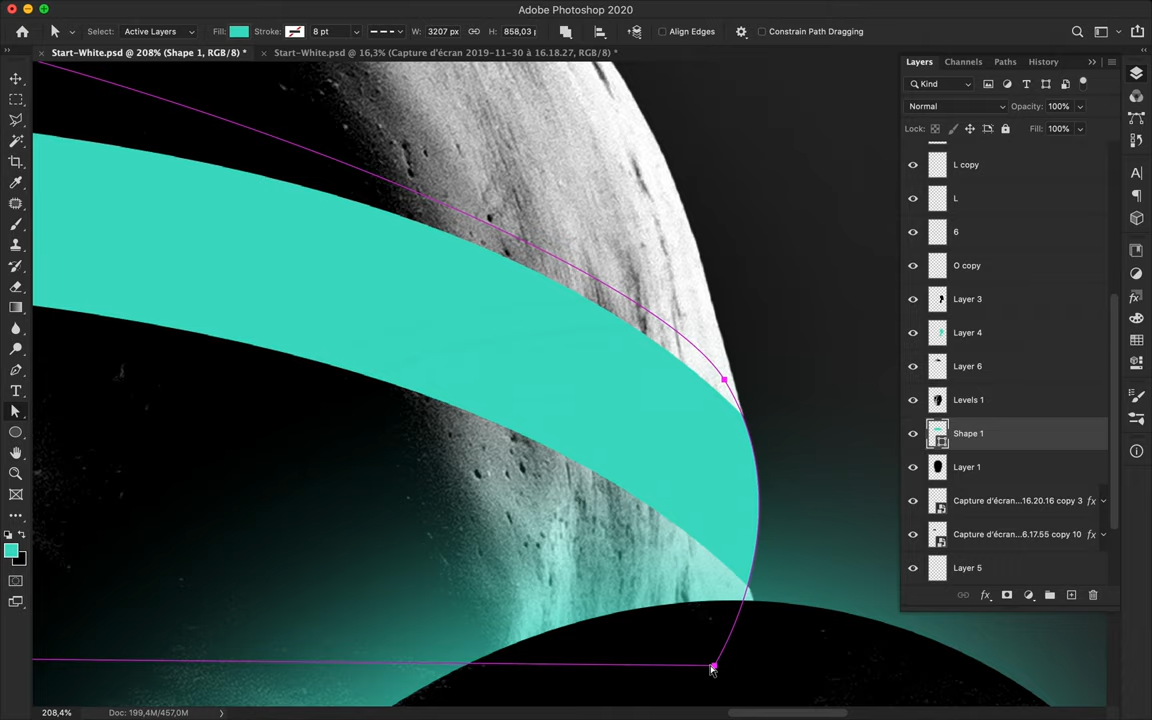 Adobe Photoshop 2020
Select: Active Layers Fill: Stroke: 8 pt W: 3207 px H: 858,03 Align Edges Constrain Path Dragging
Start-White.psd @ 208% (Shape 1, RGB/8) * Start-White.psd @ 16,3% (Capture d'écran 2019-11-30 à 16.18.27, RGB/8) *
Layers Channels Paths History
Kind
Normal Opacity: 100%
Lock: Fill: 100%
L copy
L
6
O copy
Layer 3
Layer 4
Layer 6
Levels 1
Shape 1
Layer 1
Capture d'écran...16.20.16 copy 3 fx
Capture d'écran...6.17.55 copy 10 fx
Layer 5
fx
208,4% Doc: 199,4M/457,0M